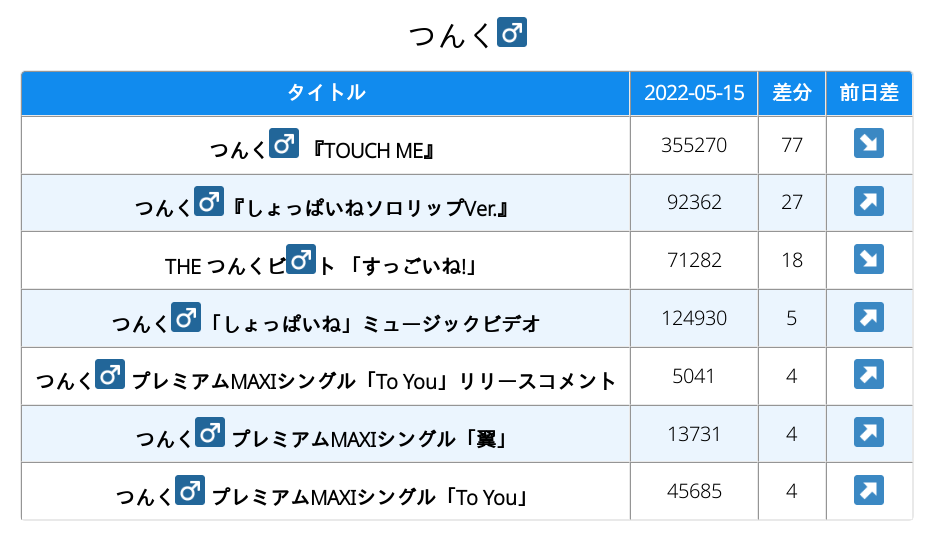 つんく♂
タイトル 2022-05-15 差分 前日差
つんく♂ 『TOUCH ME』 355270 77 ↘
つんく♂『しょっぱいねソロリップVer.』 92362 27 ↗
THE つんくビ♂ト 「すっごいね!」 71282 18 ↘
つんく♂「しょっぱいね」ミュージックビデオ 124930 5 ↗
つんく♂ プレミアムMAXIシングル「To You」リリースコメント 5041 4 ↗
つんく♂ プレミアムMAXIシングル「翼」 13731 4 ↗
つんく♂ プレミアムMAXIシングル「To You」 45685 4 ↗